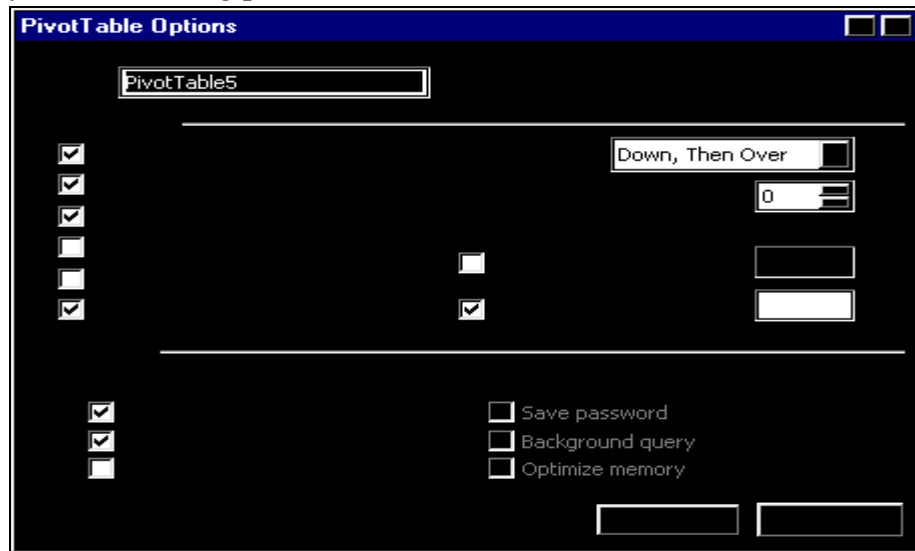 PivotTable Options
PivotTable5
Down, Then Over
0
Save password
Background query
Optimize memory